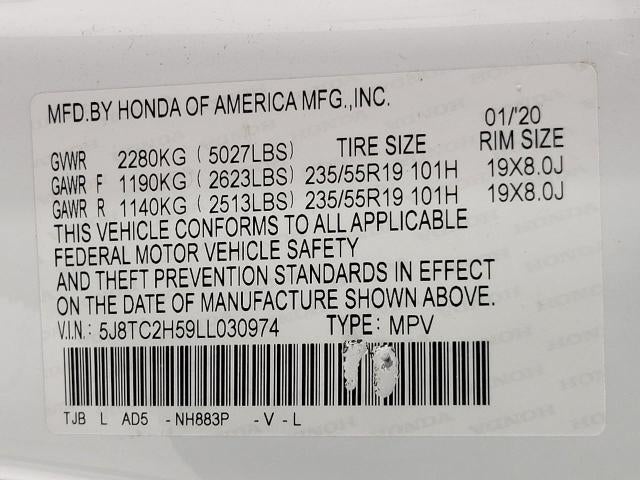 MFD.BY HONDA OF AMERICA MFG.,INC.
01/'20
GVWR 2280KG ( 5027LBS) TIRE SIZE RIM SIZE
GAWR F 1190KG ( 2623LBS) 235/55R19 101H 19X8.0J
GAWR R 1140KG ( 2513LBS) 235/55R19 101H 19X8.0J
THIS VEHICLE CONFORMS TO ALL APPLICABLE
FEDERAL MOTOR VEHICLE SAFETY
AND THEFT PREVENTION STANDARDS IN EFFECT
ON THE DATE OF MANUFACTURE SHOWN ABOVE.
V.I.N.: 5J8TC2H59LL030974 TYPE: MPV
TJB L AD5 - NH883P - V - L